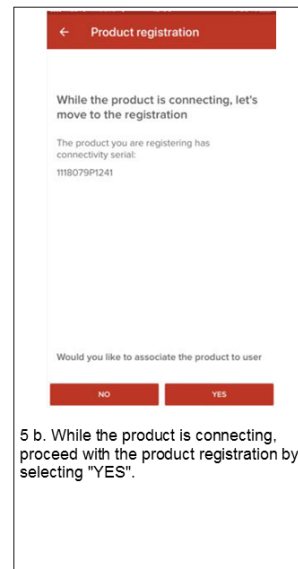 ← Product registration
While the product is connecting, let's
move to the registration
The product you are registering has
connectivity serial:
1118079P1241
Would you like to associate the product to user
NO YES
5 b. While the product is connecting,
proceed with the product registration by
selecting "YES".